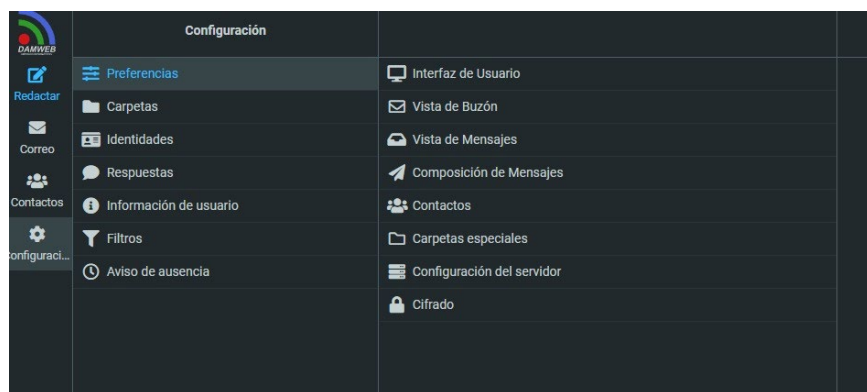 DAMWEB
Redactar
Correo
Contactos
Configuraci...
Configuración
Preferencias
Carpetas
Identidades
Respuestas
Información de usuario
Filtros
Aviso de ausencia
Interfaz de Usuario
Vista de Buzón
Vista de Mensajes
Composición de Mensajes
Contactos
Carpetas especiales
Configuración del servidor
Cifrado